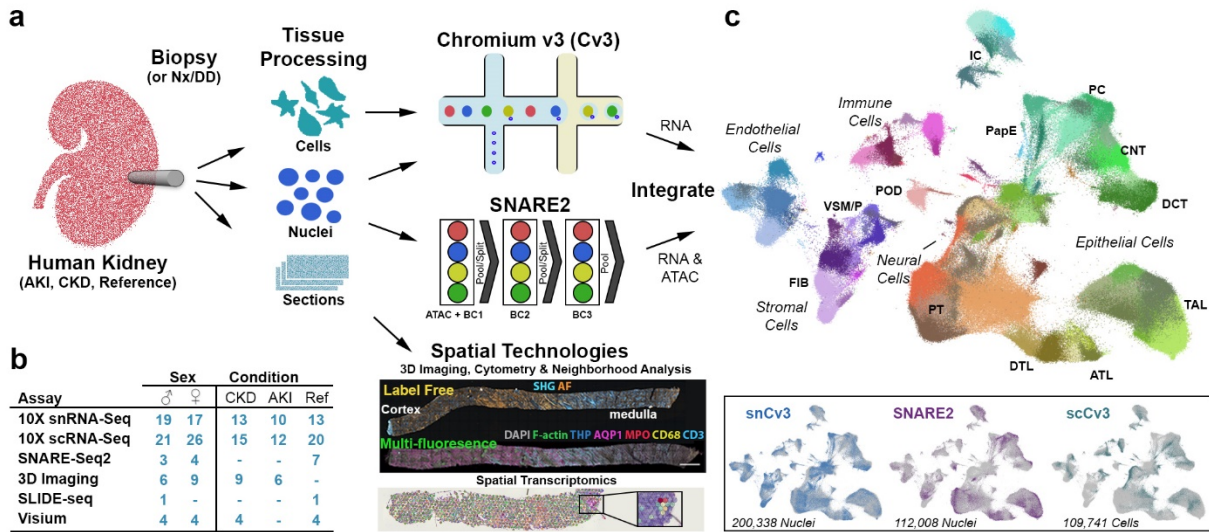 a
Biopsy
(or Nx/DD)
Human Kidney
(AKI, CKD, Reference)
Tissue
Processing
Cells
Nuclei
Sections
Chromium v3 (Cv3)
RNA
SNARE2
Pool/Split
Pool/Split
Pool
ATAC + BC1 BC2 BC3
Integrate
RNA &
ATAC
Spatial Technologies
3D Imaging, Cytometry & Neighborhood Analysis
Label Free
SHG AF
Cortex
medulla
Multi-fluoresence
DAPI F-actin THP AQP1 MPO CD68 CD3
Spatial Transcriptomics
b
Sex Condition
Assay ♂ ♀ CKD AKI Ref
10X snRNA-Seq 19 17 13 10 13
10X scRNA-Seq 21 26 15 12 20
SNARE-Seq2 3 4 - - 7
3D Imaging 6 9 9 6 -
SLIDE-seq 1 - - - 1
Visium 4 4 4 - 4
c
IC
PC
Immune
Cells
PapE
Endothelial
Cells
CNT
POD
DCT
VSM/P
Neural
Cells
Epithelial Cells
FIB
Stromal
Cells
PT
TAL
DTL
ATL
snCv3 SNARE2 scCv3
200,338 Nuclei 112,008 Nuclei 109,741 Cells